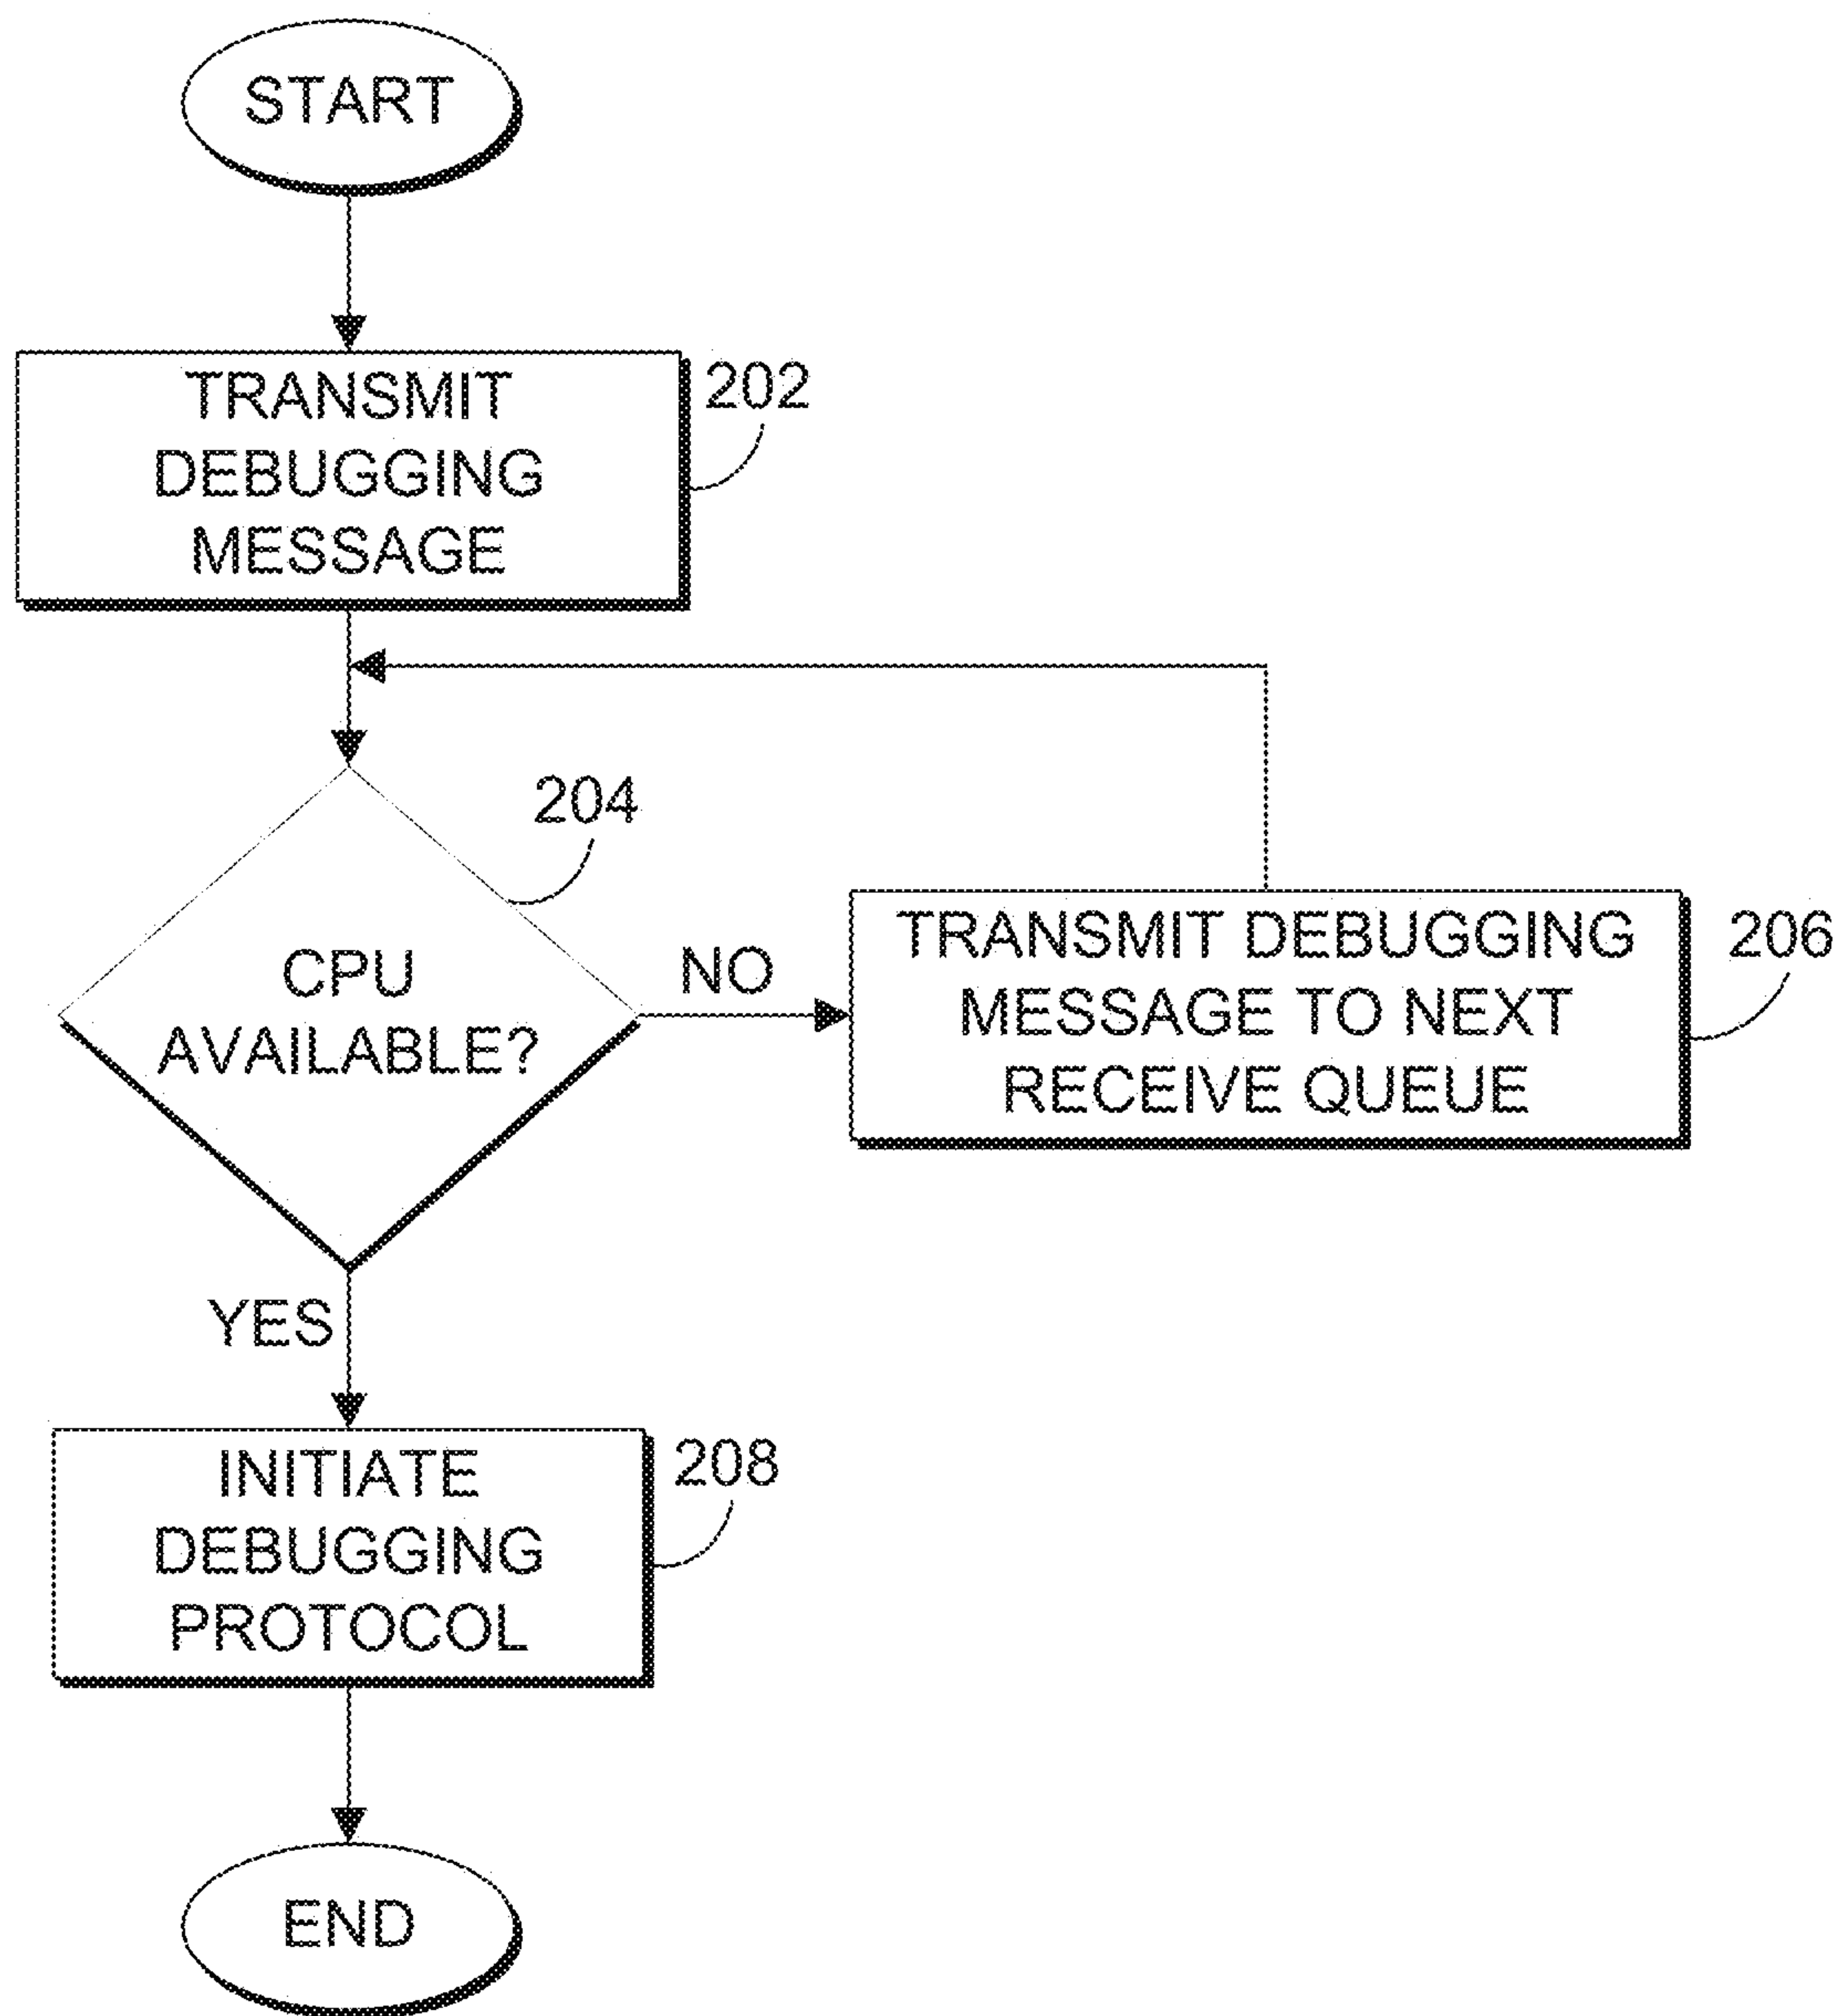 START
TRANSMIT
DEBUGGING
MESSAGE
202
204
CPU
AVAILABLE?
NO
TRANSMIT DEBUGGING
MESSAGE TO NEXT
RECEIVE QUEUE
206
YES
INITIATE
DEBUGGING
PROTOCOL
208
END